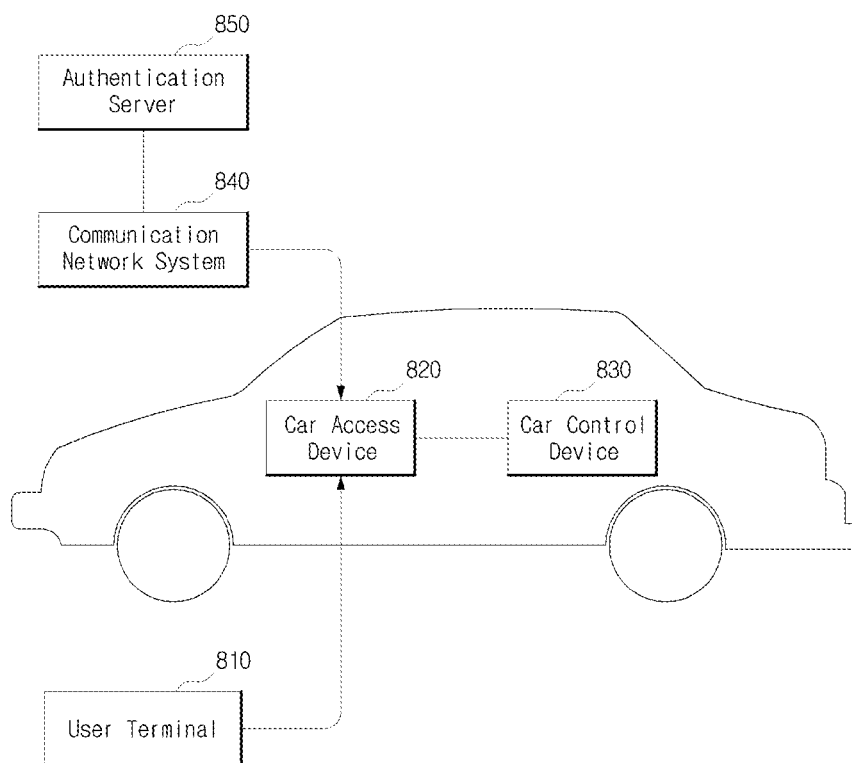 850
Authentication
Server
840
Communication
Network System
820
Car Access
Device
830
Car Control
Device
810
User Terminal